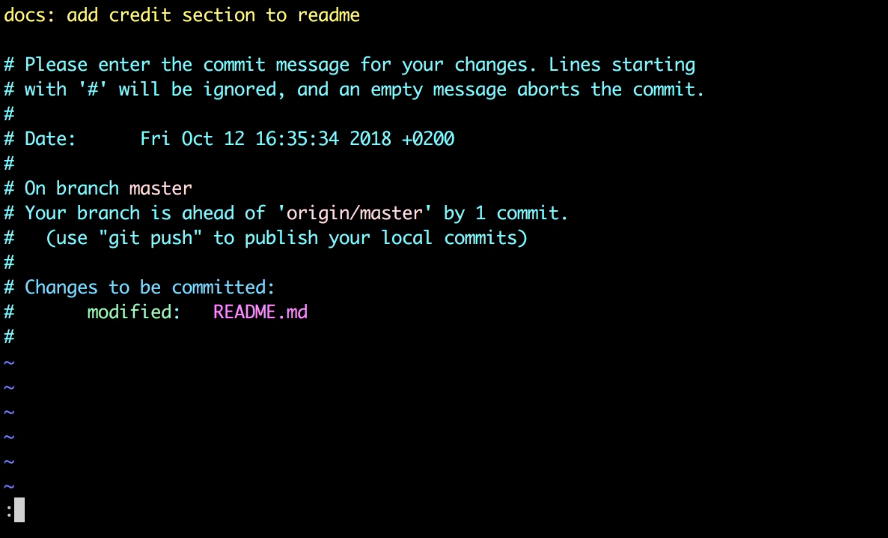 docs: add credit section to readme
# Please enter the commit message for your changes. Lines starting
# with '#' will be ignored, and an empty message aborts the commit.
#
# Date:      Fri Oct 12 16:35:34 2018 +0200
#
# On branch master
# Your branch is ahead of 'origin/master' by 1 commit.
#   (use "git push" to publish your local commits)
#
# Changes to be committed:
#       modified:   README.md
#
~
~
~
~
~
~
: